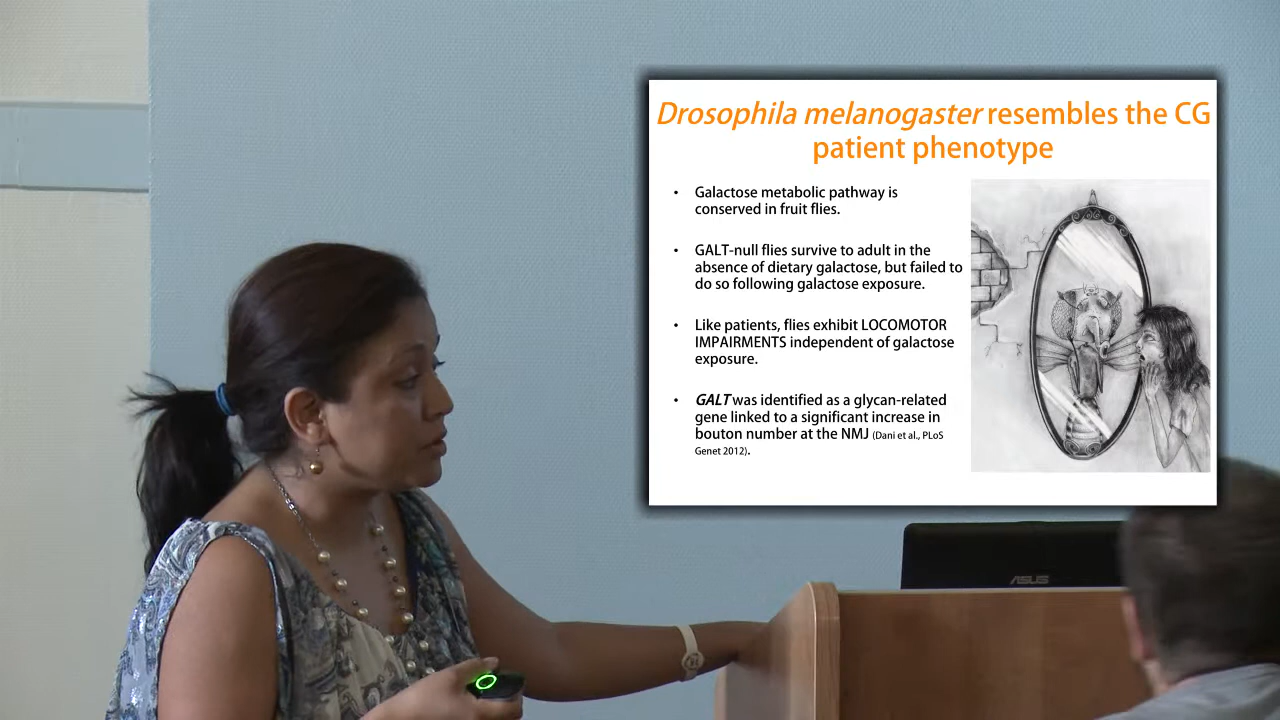 Drosophila melanogaster resembles the CG
patient phenotype
• Galactose metabolic pathway is
conserved in fruit flies.
• GALT-null flies survive to adult in the
absence of dietary galactose, but failed to
do so following galactose exposure.
• Like patients, flies exhibit LOCOMOTOR
IMPAIRMENTS independent of galactose
exposure.
• GALT was identified as a glycan-related
gene linked to a significant increase in
bouton number at the NMJ (Dani et al., PLoS
Genet 2012).
ASUS